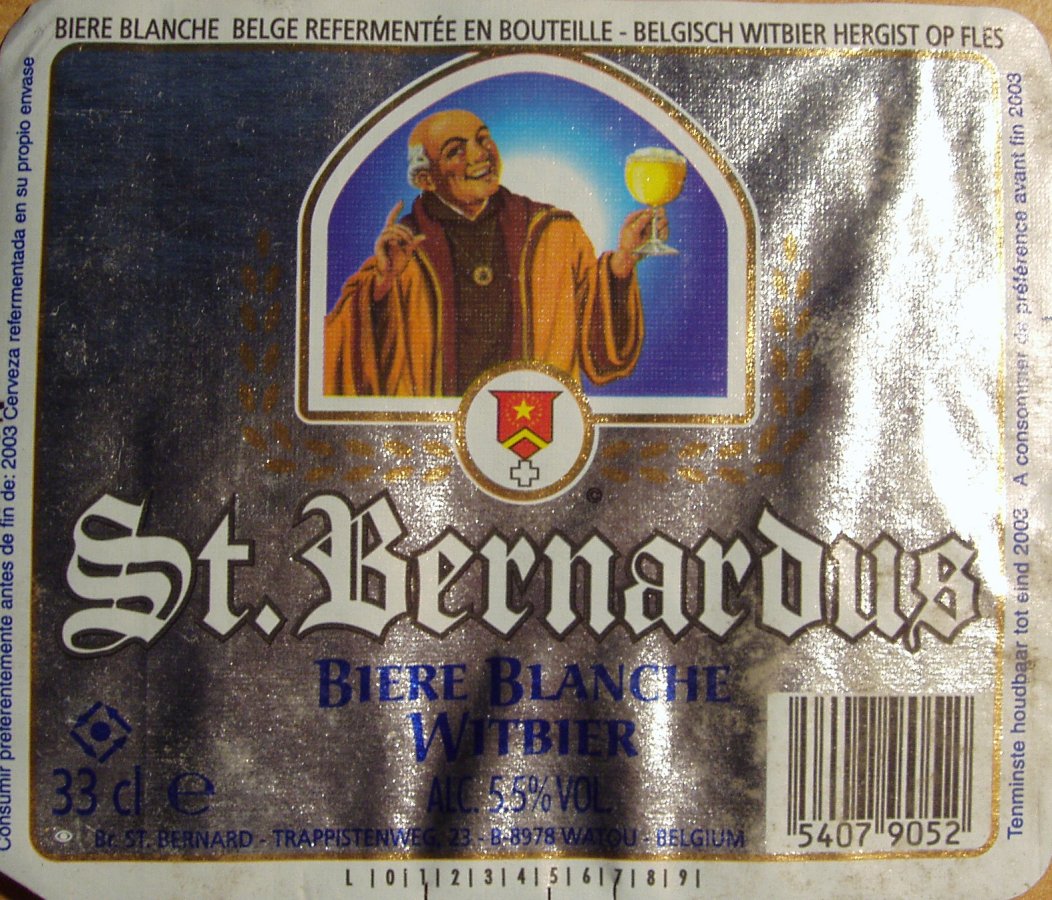 BIERE BLANCHE BELGE REFERMENTÉE EN BOUTEILLE - BELGISCH WITBIER HERGIST OP FLES
Consumir preferentemente antes de fin de: 2003 Cerveza refermentada en su propio envase
©
St. Bernardus
BIERE BLANCHE
WITBIER
33 cl ℮
ALC. 5.5% VOL.
Br. ST. BERNARD - TRAPPISTENWEG, 23 - B-8978 WATOU - BELGIUM
5407 9052
Tenminste houdbaar tot eind 2003 A consommer de préférence avant fin 2003
L | 0 | 1 | 2 | 3 | 4 | 5 | 6 | 7 | 8 | 9 |